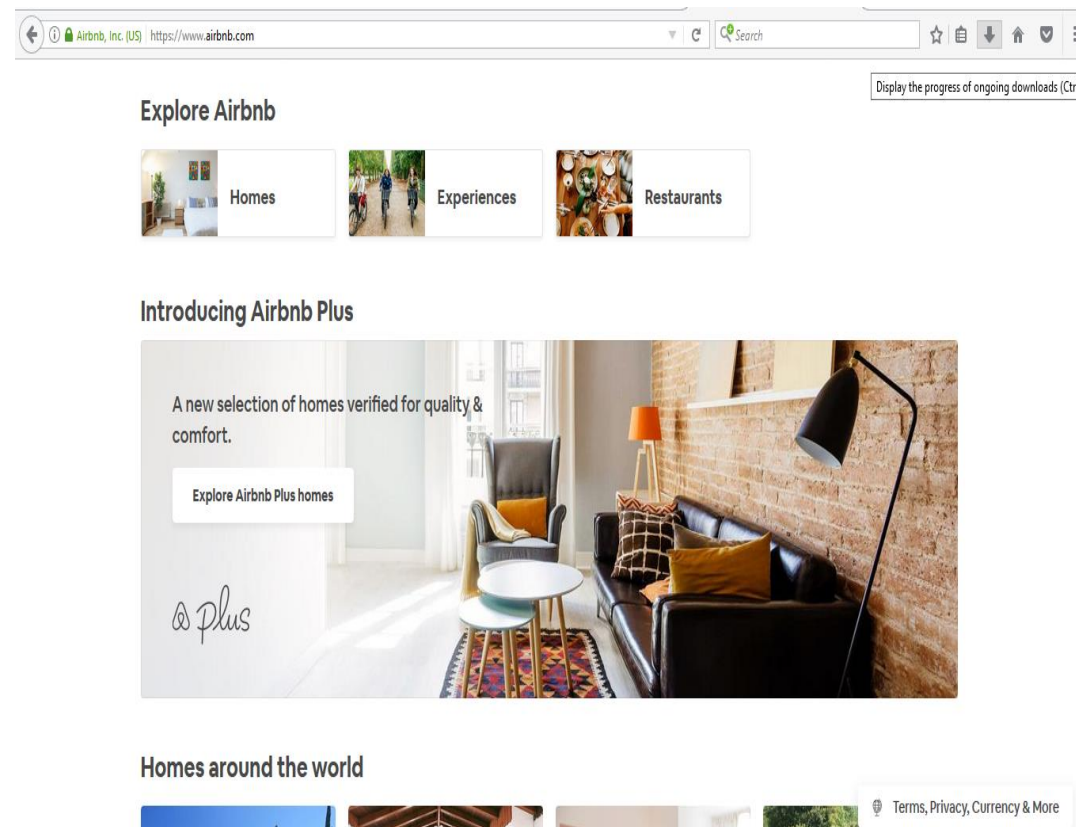 Airbnb, Inc. (US) https://www.airbnb.com
Search
Display the progress of ongoing downloads (Ctr
Explore Airbnb
Homes
Experiences
Restaurants
Introducing Airbnb Plus
A new selection of homes verified for quality &
comfort.
Explore Airbnb Plus homes
Plus
Homes around the world
Terms, Privacy, Currency & More